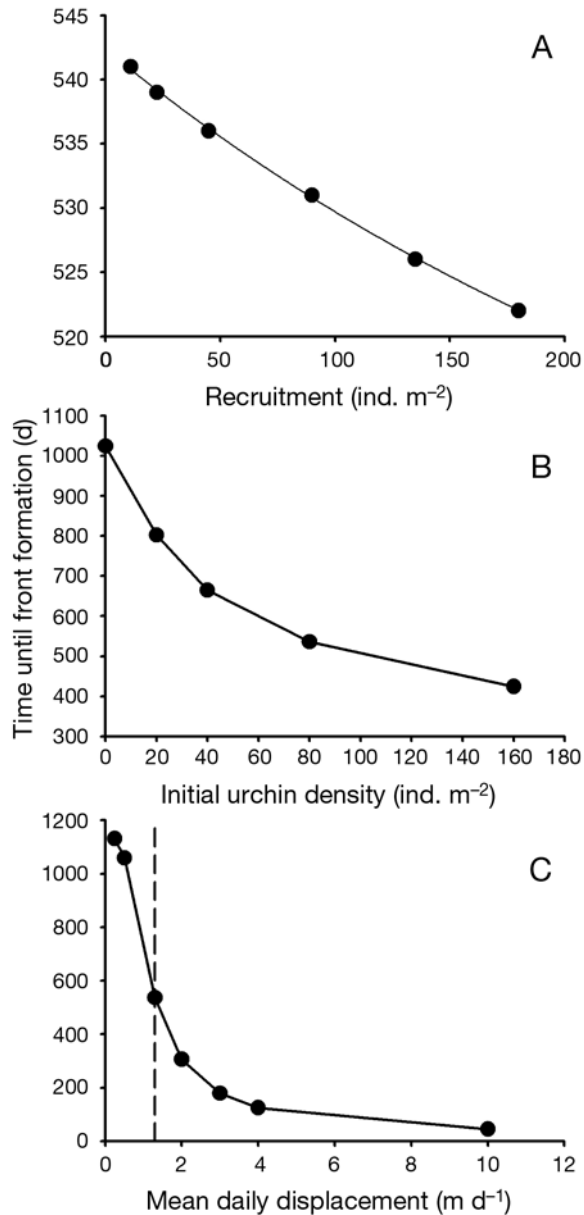 545
A
540
535
530
525
520
0 50 100 150 200
Recruitment (ind. m⁻²)
Time until front formation (d)
1100
B
1000
900
800
700
600
500
400
300
0 20 40 60 80 100 120 140 160 180
Initial urchin density (ind. m⁻²)
1200
C
1000
800
600
400
200
0
0 2 4 6 8 10 12
Mean daily displacement (m d⁻¹)